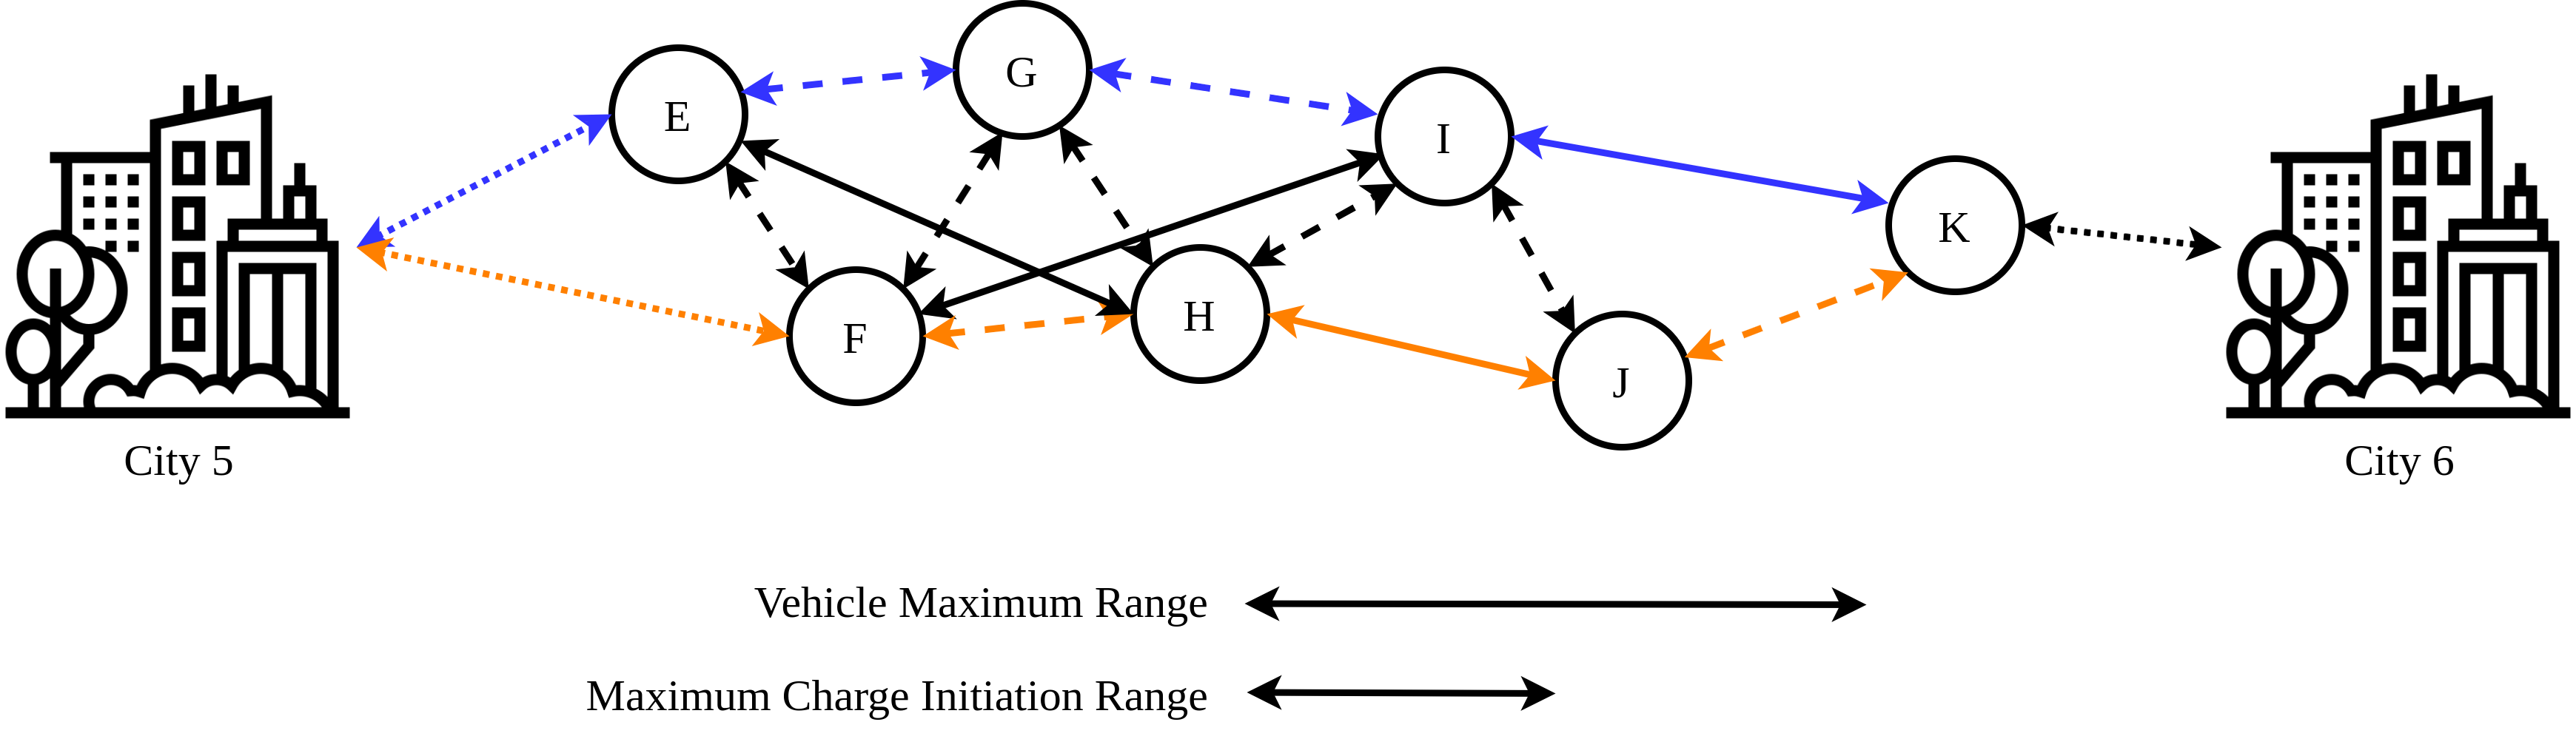 G
E
I
K
H
F
J
City 5
City 6
Vehicle Maximum Range
Maximum Charge Initiation Range